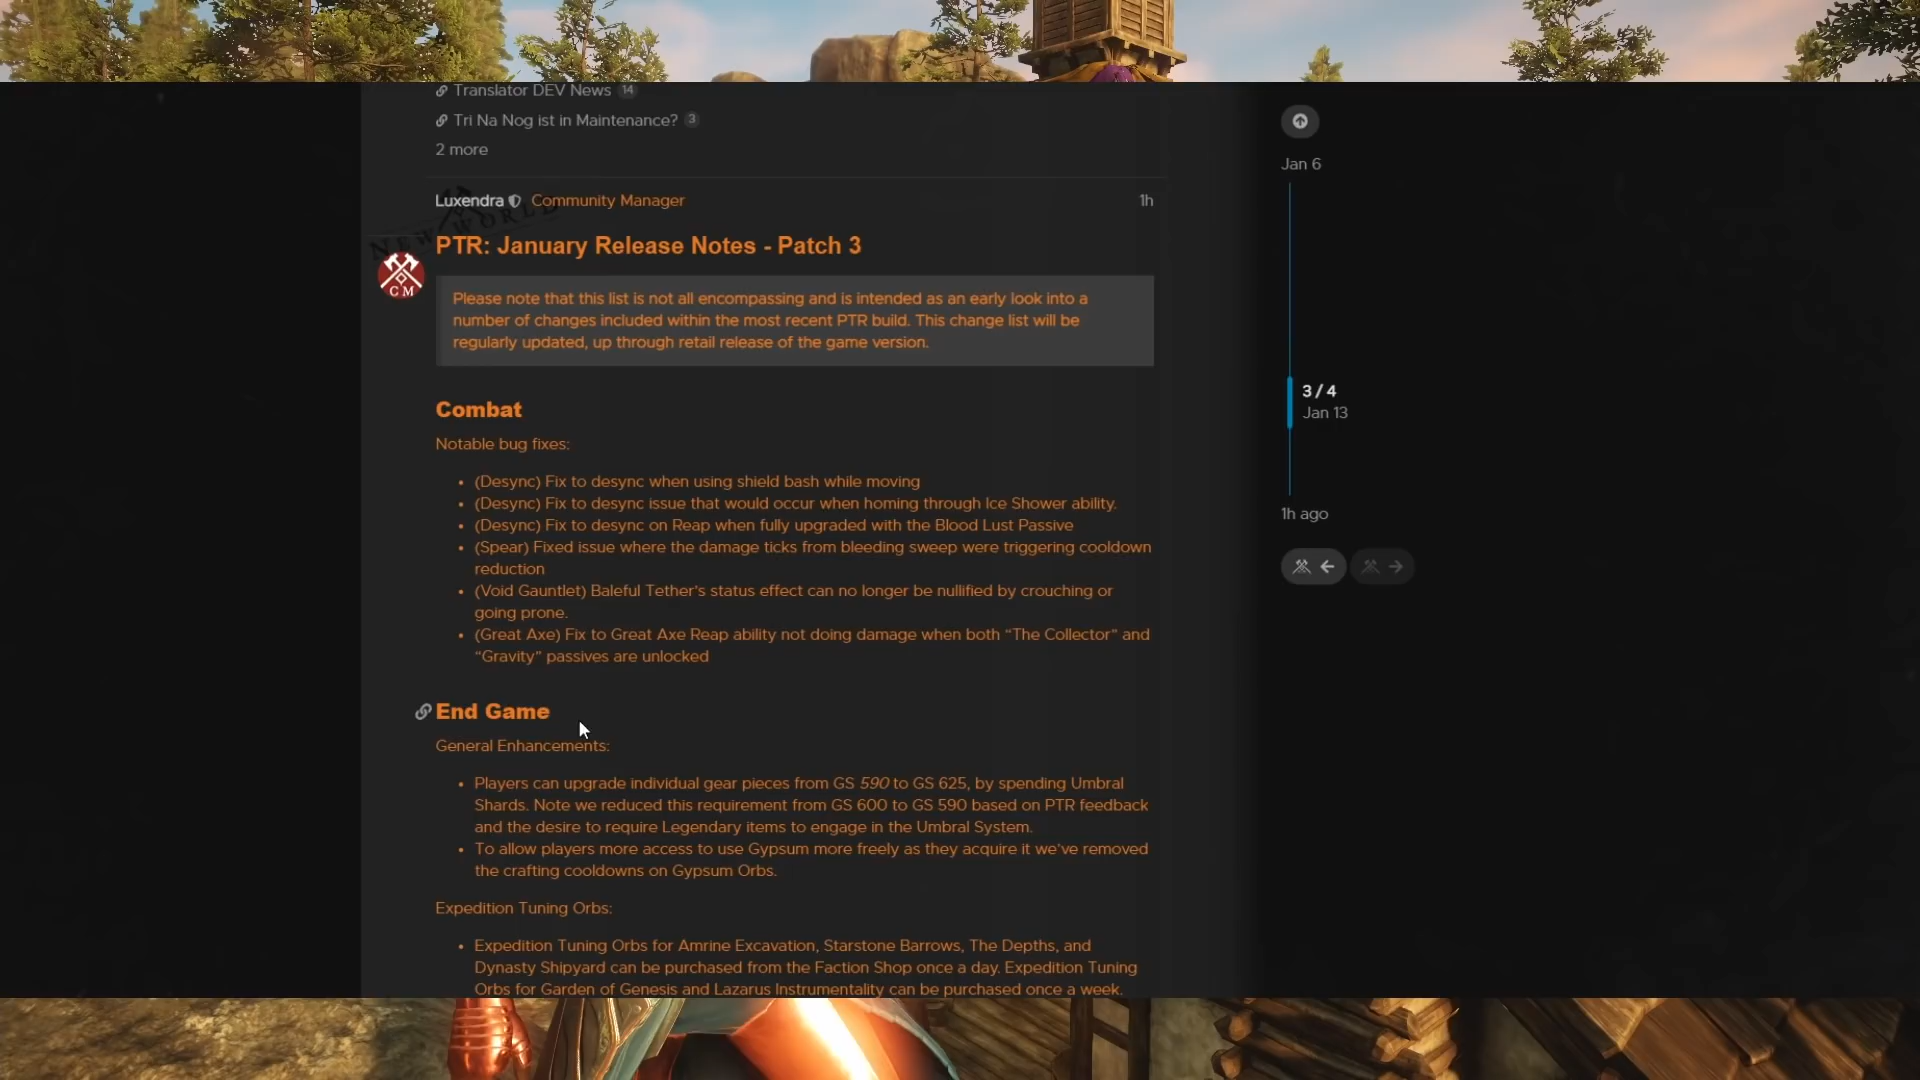 Translator DEV News 14
Tri Na Nog ist in Maintenance? 3
2 more
Luxendra Community Manager 1h
NEW WORLD
PTR: January Release Notes - Patch 3
CM
Please note that this list is not all encompassing and is intended as an early look into a
number of changes included within the most recent PTR build. This change list will be
regularly updated, up through retail release of the game version.
Combat
Notable bug fixes:
(Desync) Fix to desync when using shield bash while moving
(Desync) Fix to desync issue that would occur when homing through Ice Shower ability.
(Desync) Fix to desync on Reap when fully upgraded with the Blood Lust Passive
(Spear) Fixed issue where the damage ticks from bleeding sweep were triggering cooldown
reduction
(Void Gauntlet) Baleful Tether's status effect can no longer be nullified by crouching or
going prone.
(Great Axe) Fix to Great Axe Reap ability not doing damage when both “The Collector” and
“Gravity” passives are unlocked
End Game
General Enhancements:
Players can upgrade individual gear pieces from GS 590 to GS 625, by spending Umbral
Shards. Note we reduced this requirement from GS 600 to GS 590 based on PTR feedback
and the desire to require Legendary items to engage in the Umbral System.
To allow players more access to use Gypsum more freely as they acquire it we've removed
the crafting cooldowns on Gypsum Orbs.
Expedition Tuning Orbs:
Expedition Tuning Orbs for Amrine Excavation, Starstone Barrows, The Depths, and
Dynasty Shipyard can be purchased from the Faction Shop once a day. Expedition Tuning
Orbs for Garden of Genesis and Lazarus Instrumentality can be purchased once a week.
Jan 6
3 / 4
Jan 13
1h ago